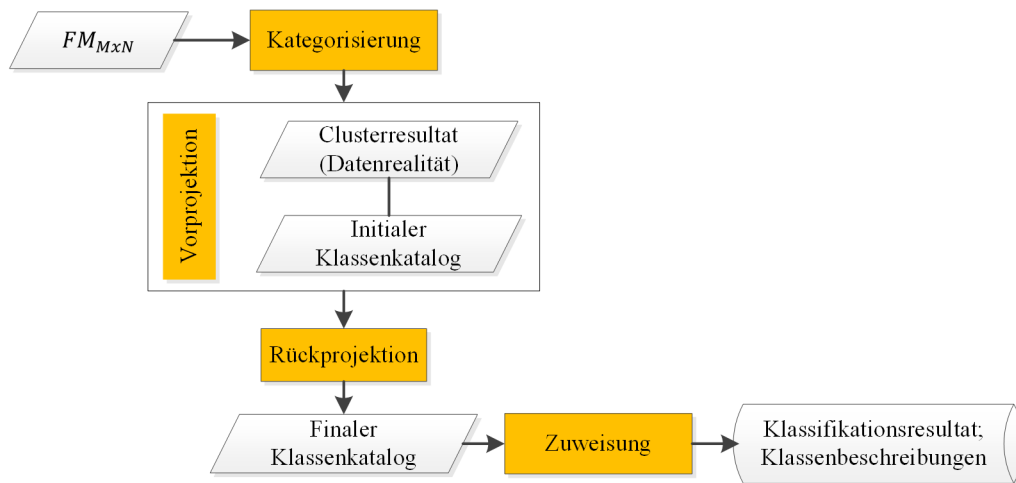 FM_MxN
Kategorisierung
Vorprojektion
Clusterresultat
(Datenrealität)
Initialer
Klassenkatalog
Rückprojektion
Finaler
Klassenkatalog
Zuweisung
Klassifikationsresultat;
Klassenbeschreibungen